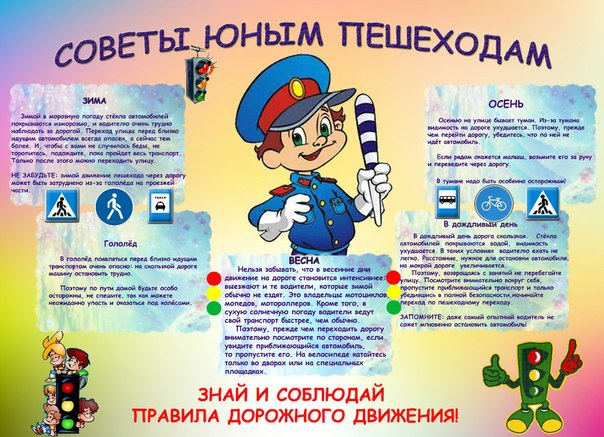 СОВЕТЫ ЮНЫМ ПЕШЕХОДАМ
ЗИМА
Зимой в морозную погоду стёкла автомобилей
покрываются изморозью, и водителю очень трудно
наблюдать за дорогой. Переход улицы перед близко
идущим автомобилем всегда опасен, а сейчас тем
более. И, чтобы с вами не случилось беды, не
торопитесь, подождите, пока пройдет весь транспорт.
Только после этого можно переходить улицу.
НЕ ЗАБУДЬТЕ: зимой движение пешехода через дорогу
может быть затруднено из-за гололёда на проезжей
части.
Гололёд
В гололёд появляться перед близко идущим
транспортом очень опасно: на скользкой дороге
машину остановить трудно.
Поэтому по пути домой будьте особо
осторожны, не спешите, так как можете
неожиданно упасть и оказаться под колёсами.
ВЕСНА
Нельзя забывать, что в весенние дни
движение на дороге становится интенсивнее:
выезжают и те водители, которые зимой
обычно не ездят. Это владельцы мотоциклов,
мопедов, мотороллеров. Кроме того, в
сухую солнечную погоду водители ведут
свой транспорт быстрее, чем обычно.
Поэтому, прежде чем переходить дорогу
внимательно посмотрите по сторонам, если
увидите приближающийся автомобиль,
то пропустите его. На велосипеде катайтесь
только во дворах или на специальных
площадках.
ОСЕНЬ
Осенью на улице бывает туман. Из-за тумана
видимость на дороге ухудшается. Поэтому, прежде
чем перейти дорогу, убедитесь, что по ней не
идёт автомобиль.
Если рядом окажется малыш, возьмите его за руку
и переведите через дорогу.
В тумане надо быть особенно осторожным!
В дождливый день
В дождливый день дорога скользкая. Стёкла
автомобилей покрываются водой, видимость
ухудшается. В таких условиях водителю ехать не
легко. Расстояние, нужное для остановки автомобиля,
на мокрой дороге увеличивается.
Поэтому, возвращаясь с занятий не перебегайте
улицу. Посмотрите внимательно вокруг себя,
пропустите приближающийся транспорт и только
убедившись в полной безопасности начинайте
переход по пешеходному переходу.
ЗАПОМНИТЕ: даже самый опытный водитель не
сожет мгновенно остановить автомобиль!
ЗНАЙ И СОБЛЮДАЙ
ПРАВИЛА ДОРОЖНОГО ДВИЖЕНИЯ!